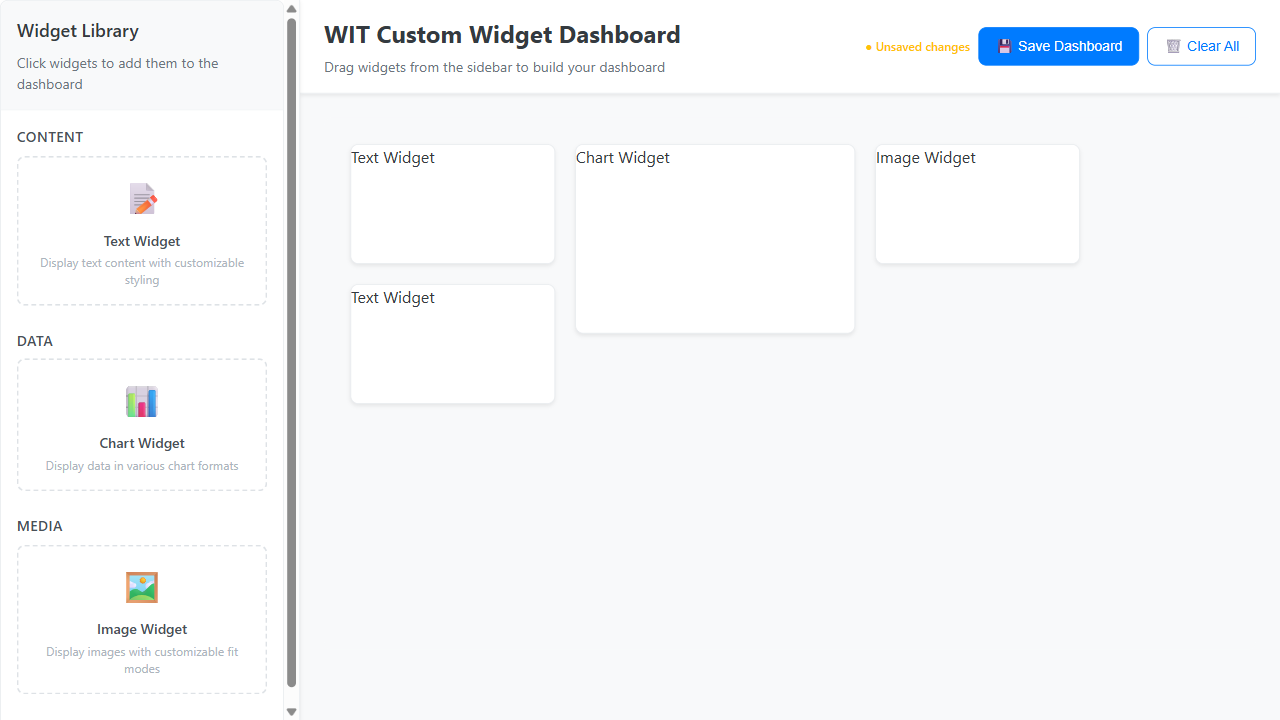 Widget Library
Click widgets to add them to the
dashboard
CONTENT
Text Widget
Display text content with customizable
styling
DATA
Chart Widget
Display data in various chart formats
MEDIA
Image Widget
Display images with customizable fit
modes
WIT Custom Widget Dashboard
Drag widgets from the sidebar to build your dashboard
● Unsaved changes
💾 Save Dashboard
🗑️ Clear All
Text Widget
Chart Widget
Image Widget
Text Widget